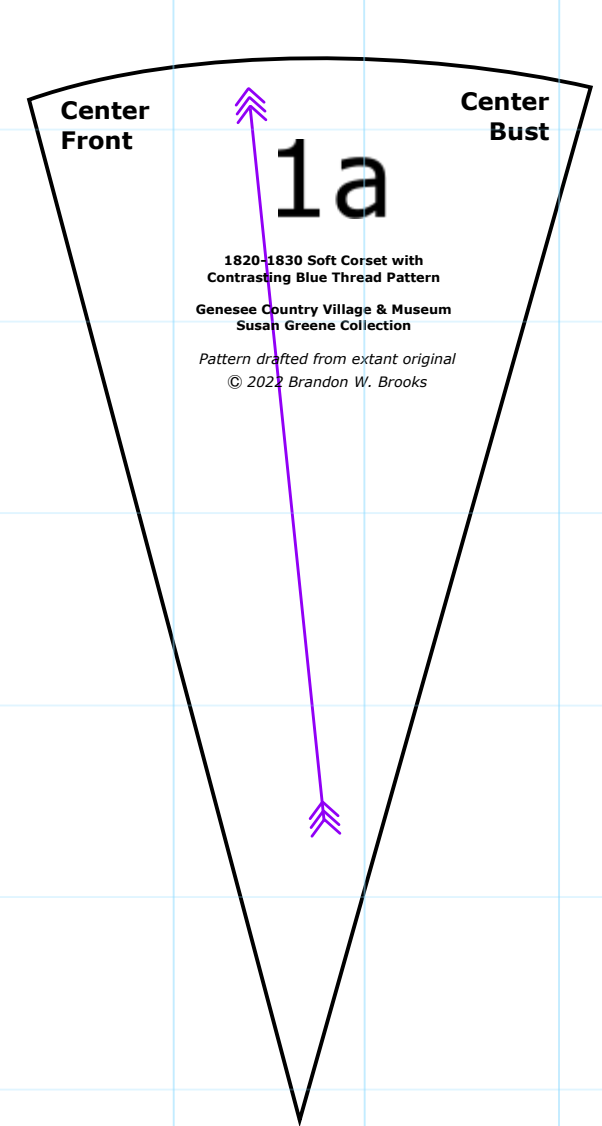 Center
Front
Center
Bust
1a
1820-1830 Soft Corset with
Contrasting Blue Thread Pattern
Genesee Country Village & Museum
Susan Greene Collection
Pattern drafted from extant original
© 2022 Brandon W. Brooks